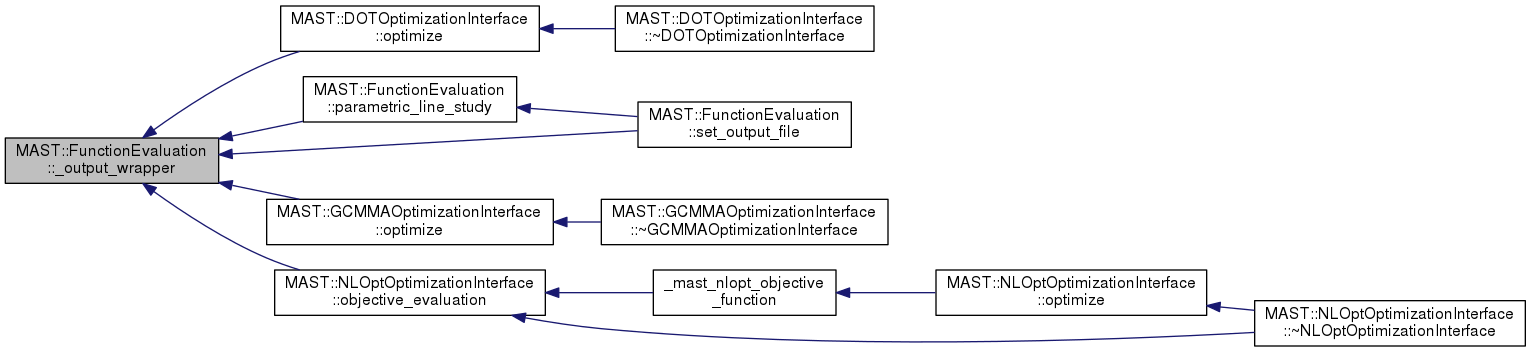 MAST::DOTOptimizationInterface
::optimize
MAST::DOTOptimizationInterface
::~DOTOptimizationInterface
MAST::FunctionEvaluation
::parametric_line_study
MAST::FunctionEvaluation
::set_output_file
MAST::FunctionEvaluation
::_output_wrapper
MAST::GCMMAOptimizationInterface
::optimize
MAST::GCMMAOptimizationInterface
::~GCMMAOptimizationInterface
MAST::NLOptOptimizationInterface
::objective_evaluation
_mast_nlopt_objective
_function
MAST::NLOptOptimizationInterface
::optimize
MAST::NLOptOptimizationInterface
::~NLOptOptimizationInterface